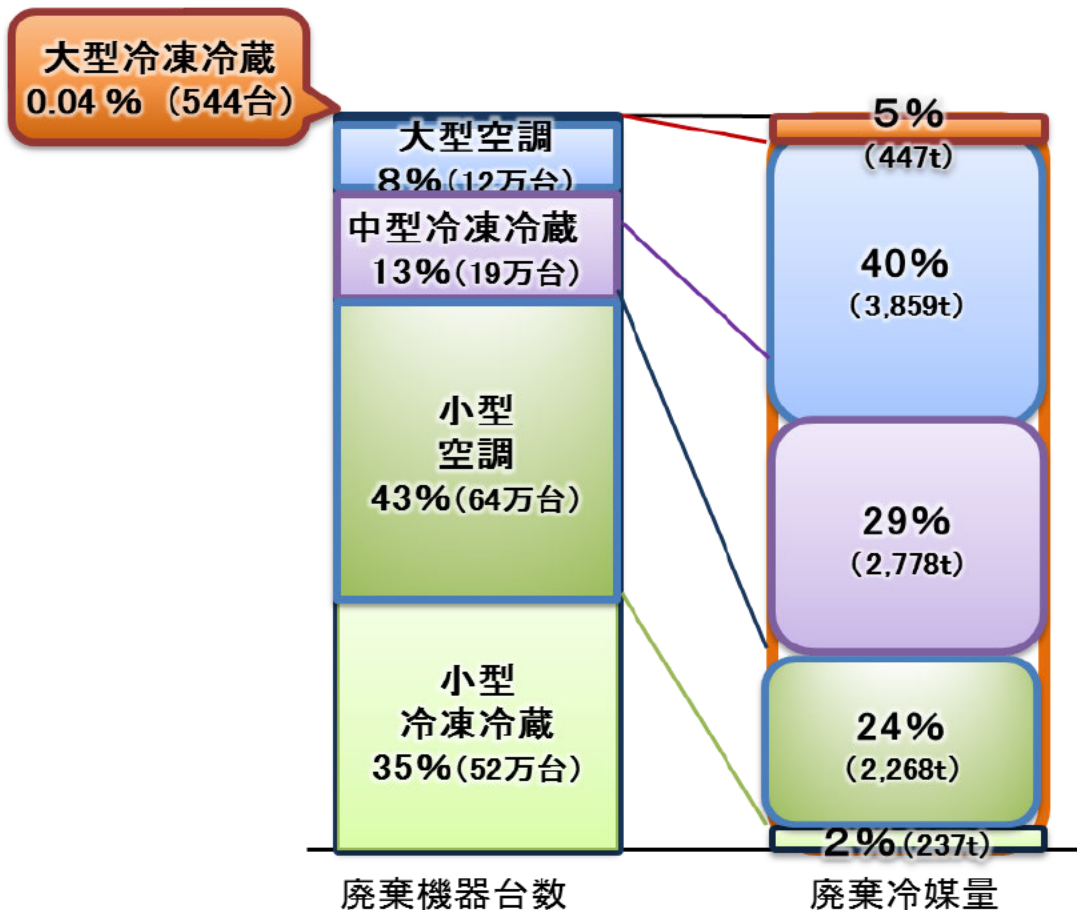 大型冷凍冷蔵
0.04 %（544台）
大型空調
8%(12万台)
中型冷凍冷蔵
13%(19万台)
小型
空調
43%(64万台)
小型
冷凍冷蔵
35%(52万台)
廃棄機器台数
5%
(447t)
40%
(3,859t)
29%
(2,778t)
24%
(2,268t)
2%(237t)
廃棄冷媒量